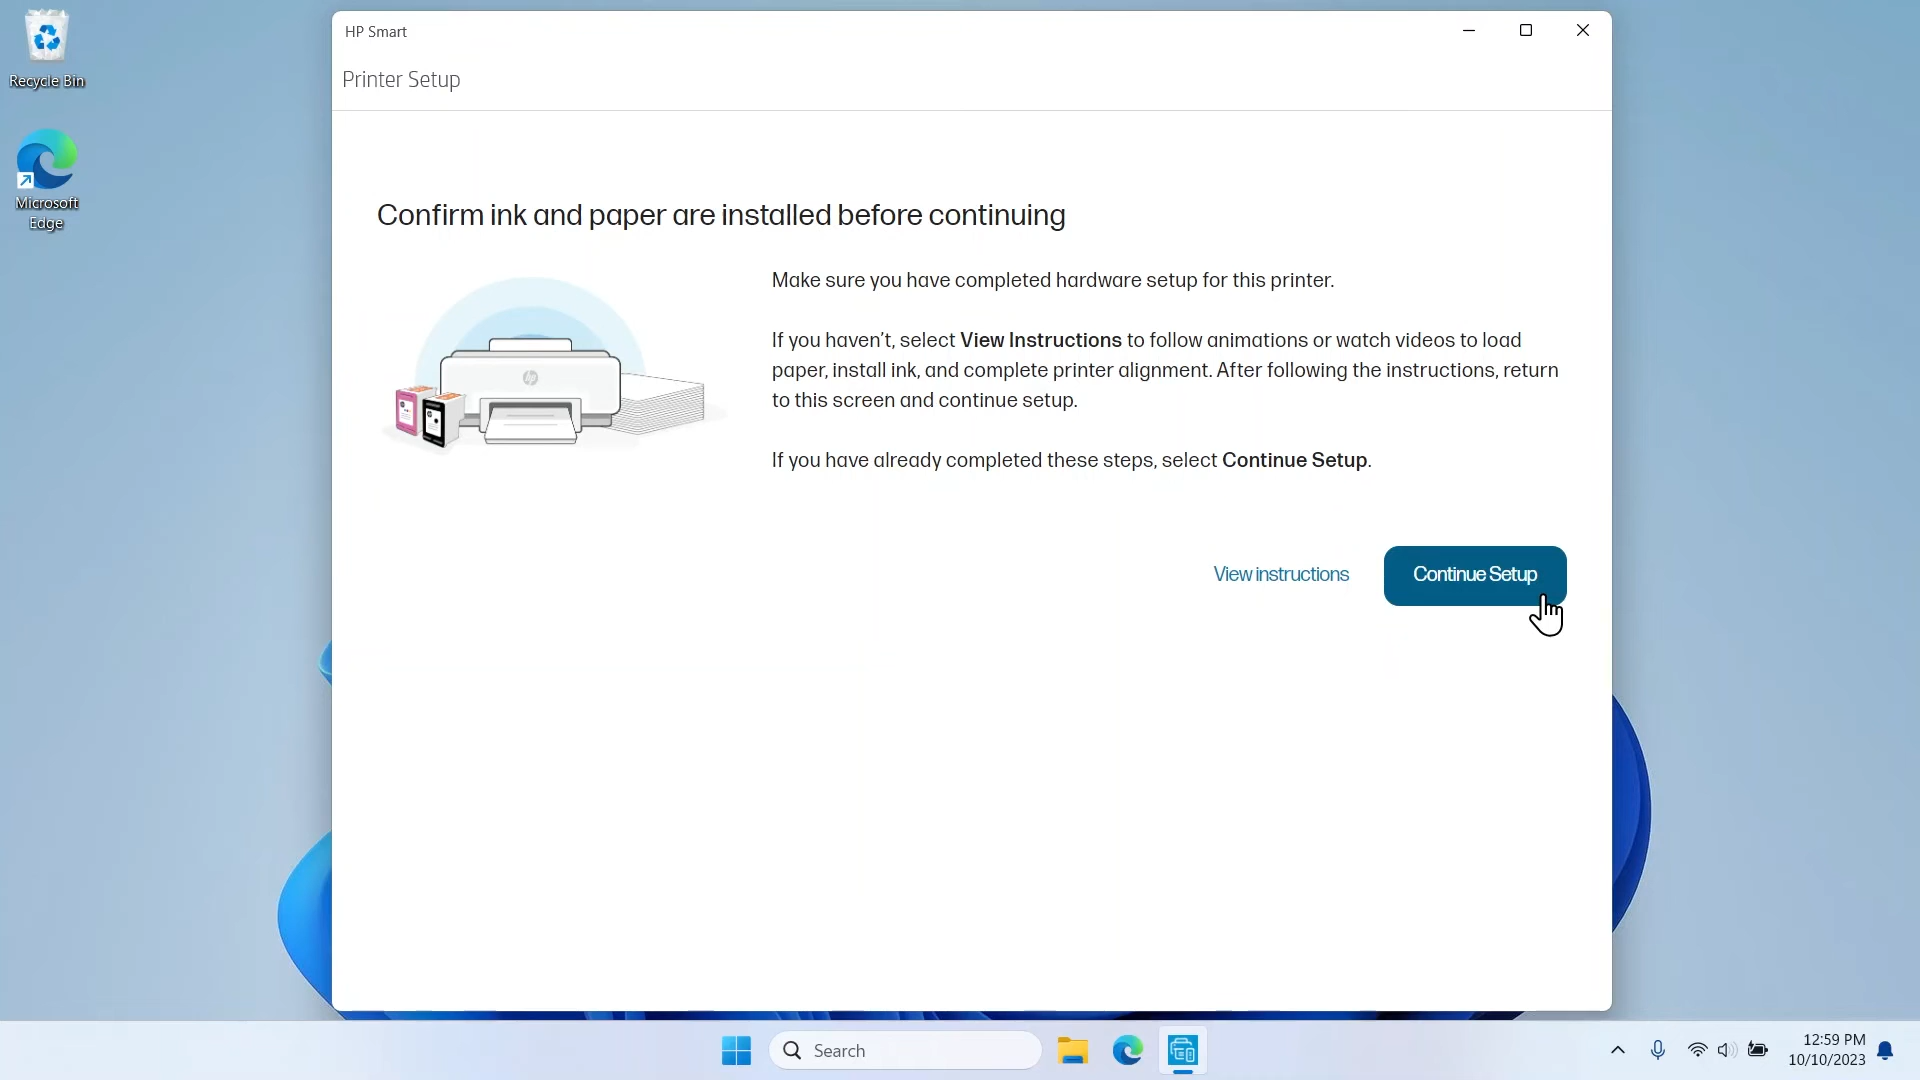 Recycle Bin
Microsoft
Edge
HP Smart
Printer Setup
Confirm ink and paper are installed before continuing
Make sure you have completed hardware setup for this printer.
If you haven’t, select View Instructions to follow animations or watch videos to load
paper, install ink, and complete printer alignment. After following the instructions, return
to this screen and continue setup.
If you have already completed these steps, select Continue Setup.
hp
View instructions
Continue Setup
Search
12:59 PM
10/10/2023